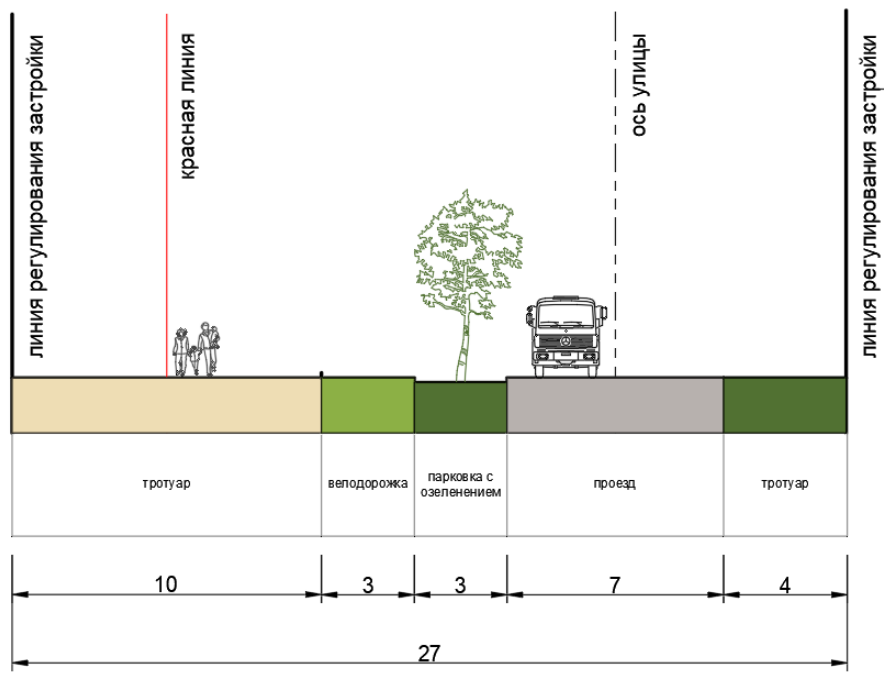 линия регулирования застройки
красная линия
ось улицы
линия регулирования застройки
тротуар
велодорожка
парковка с
озеленением
проезд
тротуар
10
3
3
7
4
27